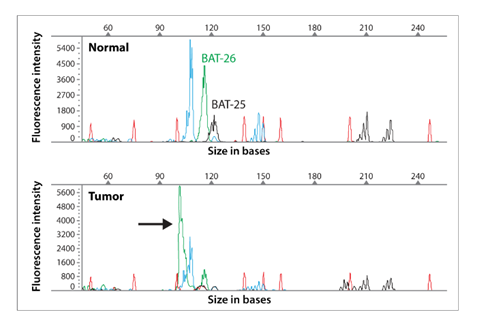 60 90 120 150 180 210 240
Fluorescence intensity
5400
4500
3600
2700
1800
900
0
Normal
BAT-26
BAT-25
Size in bases
60 90 120 150 180 210 240
Fluorescence intensity
5600
4800
4000
3200
2400
1600
800
0
Tumor
Size in bases